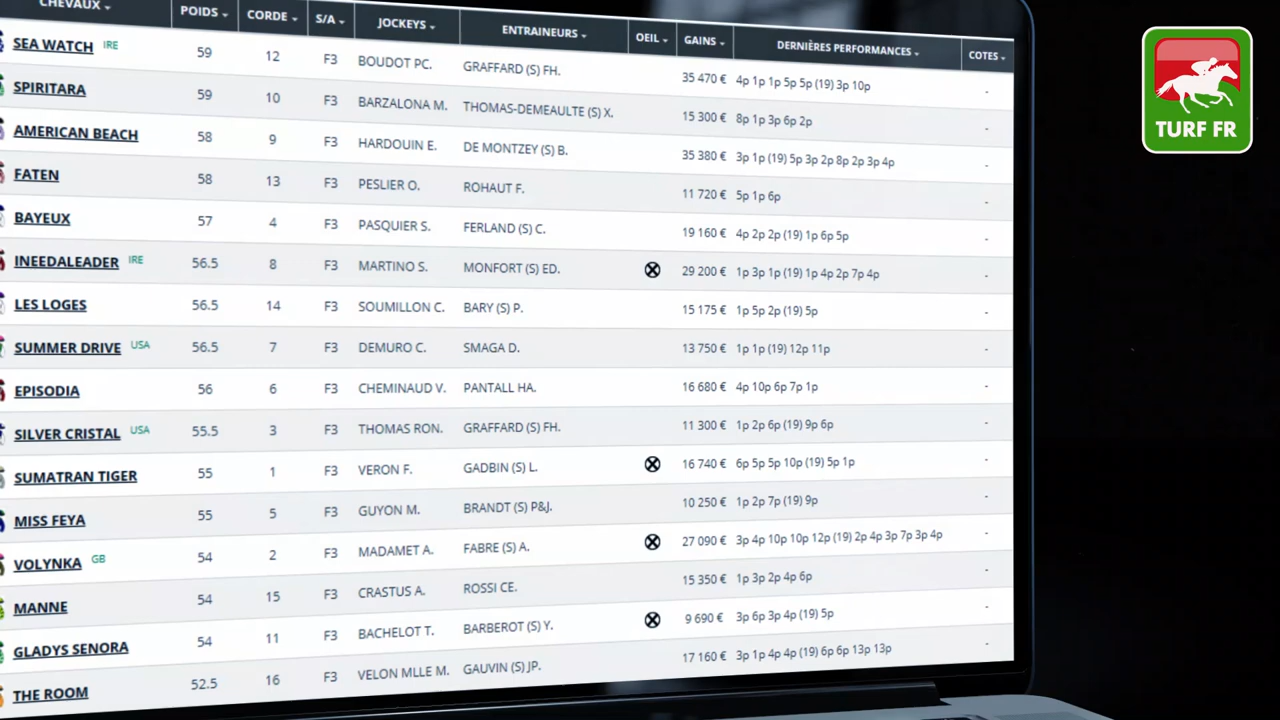 CHEVAUX POIDS CORDE S/A JOCKEYS ENTRAINEURS OEIL GAINS DERNIÈRES PERFORMANCES COTES
SEA WATCH IRE 59 12 F3 BOUDOT PC. GRAFFARD (S) FH. 35 470 € 4p 1p 1p 5p 5p (19) 3p 10p -
SPIRITARA 59 10 F3 BARZALONA M. THOMAS-DEMEAULTE (S) X. 15 300 € 8p 1p 3p 6p 2p -
AMERICAN BEACH 58 9 F3 HARDOUIN E. DE MONTZEY (S) B. 35 380 € 3p 1p (19) 5p 3p 2p 8p 2p 3p 4p -
FATEN 58 13 F3 PESLIER O. ROHAUT F. 11 720 € 5p 1p 6p -
BAYEUX 57 4 F3 PASQUIER S. FERLAND (S) C. 19 160 € 4p 2p 2p (19) 1p 6p 5p -
INEEDALEADER IRE 56.5 8 F3 MARTINO S. MONFORT (S) ED. 29 200 € 1p 3p 1p (19) 1p 4p 2p 7p 4p -
LES LOGES 56.5 14 F3 SOUMILLON C. BARY (S) P. 15 175 € 1p 5p 2p (19) 5p -
SUMMER DRIVE USA 56.5 7 F3 DEMURO C. SMAGA D. 13 750 € 1p 1p (19) 12p 11p -
EPISODIA 56 6 F3 CHEMINAUD V. PANTALL HA. 16 680 € 4p 10p 6p 7p 1p -
SILVER CRISTAL USA 55.5 3 F3 THOMAS RON. GRAFFARD (S) FH. 11 300 € 1p 2p 6p (19) 9p 6p -
SUMATRAN TIGER 55 1 F3 VERON F. GADBIN (S) L. 16 740 € 6p 5p 5p 10p (19) 5p 1p -
MISS FEYA 55 5 F3 GUYON M. BRANDT (S) P&J. 10 250 € 1p 2p 7p (19) 9p -
VOLYNKA GB 54 2 F3 MADAMET A. FABRE (S) A. 27 090 € 3p 4p 10p 10p 12p (19) 2p 4p 3p 7p 3p 4p -
MANNE 54 15 F3 CRASTUS A. ROSSI CE. 15 350 € 1p 3p 2p 4p 6p -
GLADYS SENORA 54 11 F3 BACHELOT T. BARBEROT (S) Y. 9 690 € 3p 6p 3p 4p (19) 5p -
THE ROOM 52.5 16 F3 VELON MLLE M. GAUVIN (S) JP. 17 160 € 3p 1p 4p 4p (19) 6p 6p 13p 13p -
TURF FR